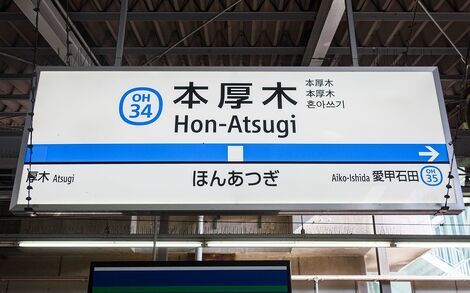 OH
34
本厚木
Hon-Atsugi
本厚木
本厚木
혼아쓰기
厚木 Atsugi
ほんあつぎ
Aiko-Ishida 愛甲石田
OH
35